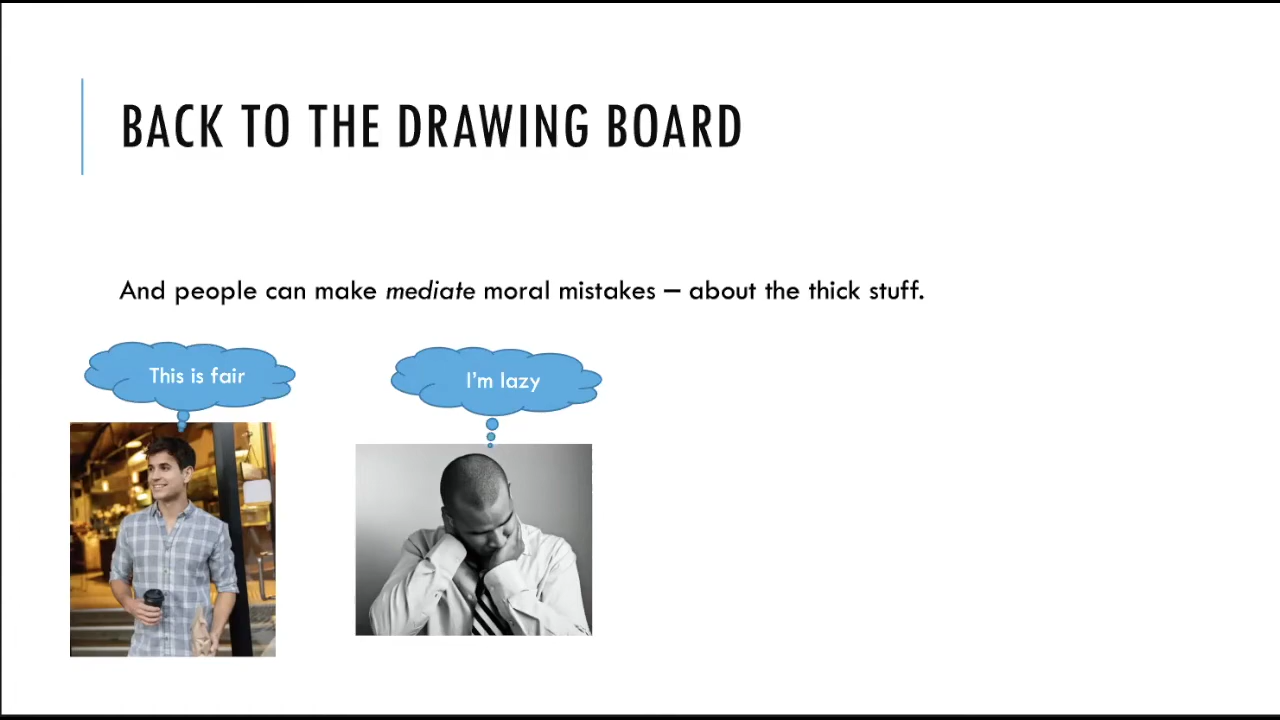 BACK TO THE DRAWING BOARD
And people can make mediate moral mistakes – about the thick stuff.
This is fair
I'm lazy